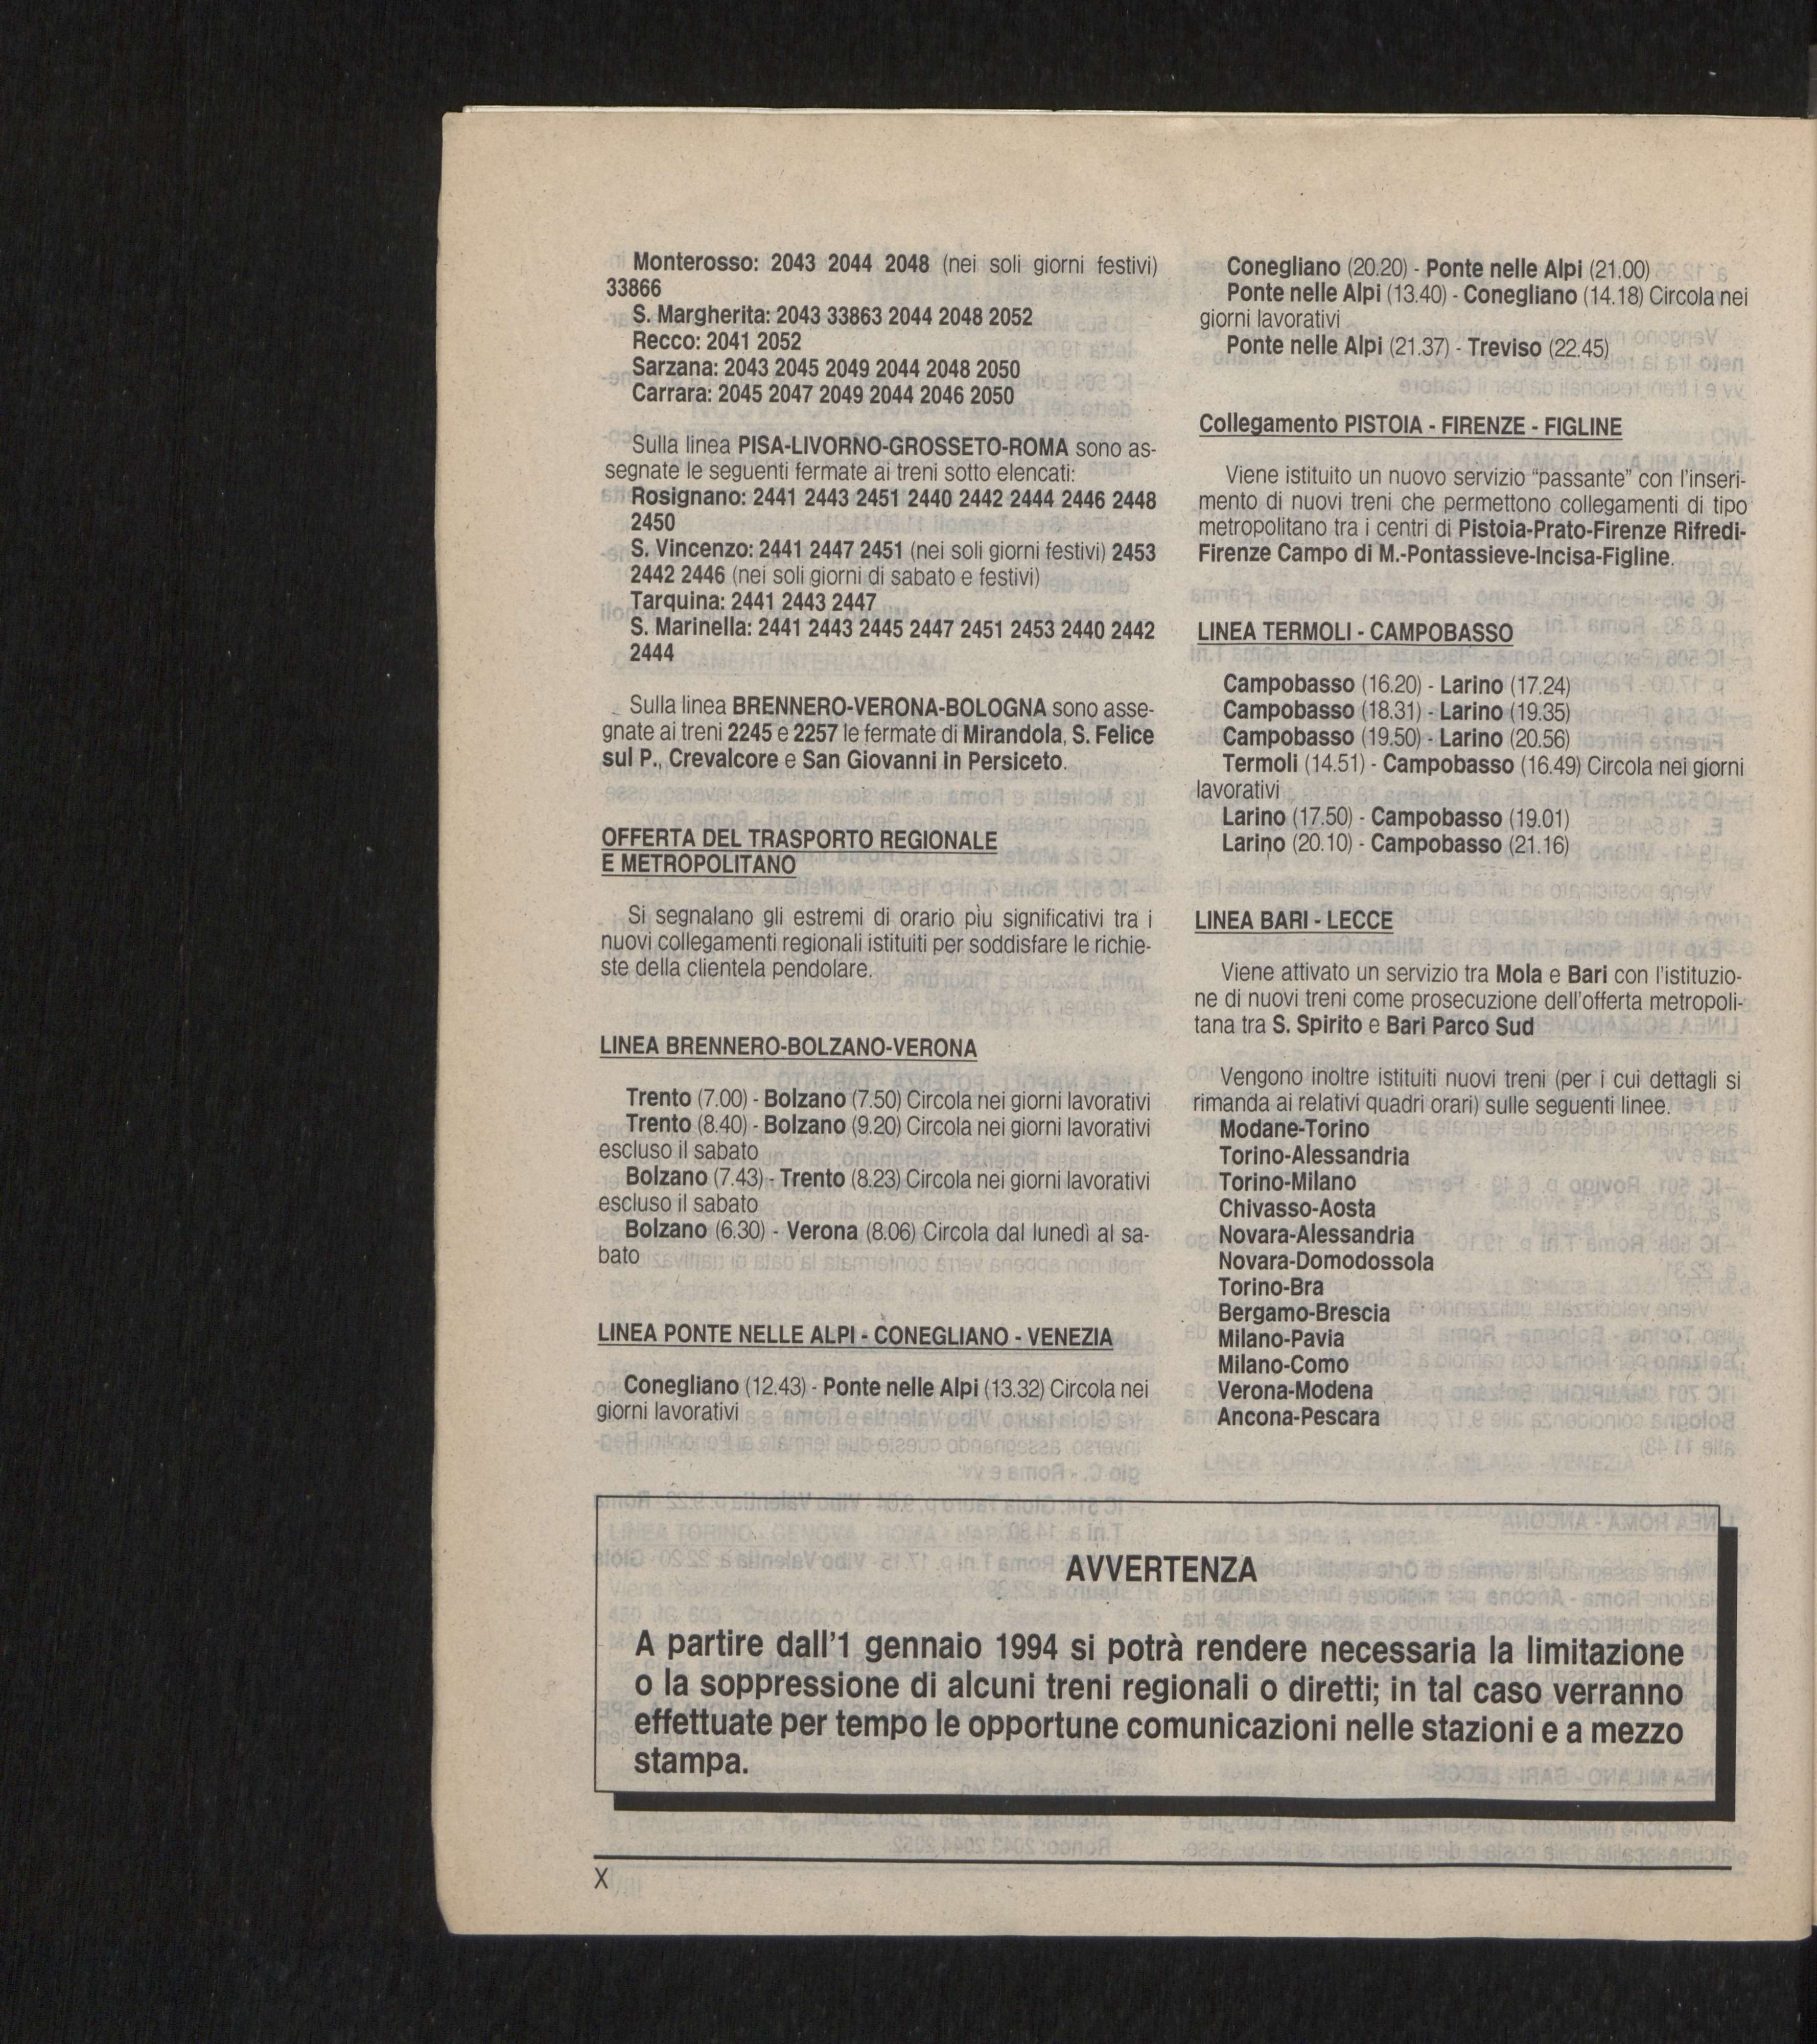 Monterosso: 2043 2044 2048 (nei soli giorni festivi)
33866
S. Margherita: 2043 33863 2044 2048 2052
Recco: 2041 2052
Sarzana: 2043 2045 2049 2044 2048 2050
Carrara: 2045 2047 2049 2044 2046 2050
Sulla linea PISA-LIVORNO-GROSSETO-ROMA sono as-
segnate le seguenti fermate ai treni sotto elencati:
Rosignano: 2441 2443 2451 2440 2442 2444 2446 2448
2450
S. Vincenzo: 2441 2447 2451 (nei soli giorni festivi) 2453
2442 2446 (nei soli giorni di sabato e festivi)
Tarquina: 2441 2443 2447
S. Marinella: 2441 2443 2445 2447 2451 2453 2440 2442
2444
Sulla linea BRENNERO-VERONA-BOLOGNA sono asse-
gnate ai treni 2245 e 2257 le fermate di Mirandola, S. Felice
sul P., Crevalcore e San Giovanni in Persiceto.
OFFERTA DEL TRASPORTO REGIONALE
E METROPOLITANO
Si segnalano gli estremi di orario più significativi tra i
nuovi collegamenti regionali istituiti per soddisfare le richie-
ste della clientela pendolare.
LINEA BRENNERO-BOLZANO-VERONA
Trento (7.00) - Bolzano (7.50) Circola nei giorni lavorativi
Trento (8.40) - Bolzano (9.20) Circola nei giorni lavorativi
escluso il sabato
Bolzano (7.43) - Trento (8.23) Circola nei giorni lavorativi
escluso il sabato
Bolzano (6.30) - Verona (8.06) Circola dal lunedì al sa-
bato
LINEA PONTE NELLE ALPI - CONEGLIANO - VENEZIA
Conegliano (12.43) - Ponte nelle Alpi (13.32) Circola nei
giorni lavorativi
Conegliano (20.20) - Ponte nelle Alpi (21.00)
Ponte nelle Alpi (13.40) - Conegliano (14.18) Circola nei
giorni lavorativi
Ponte nelle Alpi (21.37) - Treviso (22.45)
Collegamento PISTOIA - FIRENZE - FIGLINE
Viene istituito un nuovo servizio “passante” con l’inseri-
mento di nuovi treni che permettono collegamenti di tipo
metropolitano tra i centri di Pistoia-Prato-Firenze Rifredi-
Firenze Campo di M.-Pontassieve-Incisa-Figline.
LINEA TERMOLI - CAMPOBASSO
Campobasso (16.20) - Larino (17.24)
Campobasso (18.31) - Larino (19.35)
Campobasso (19.50) - Larino (20.56)
Termoli (14.51) - Campobasso (16.49) Circola nei giorni
lavorativi
Larino (17.50) - Campobasso (19.01)
Larino (20.10) - Campobasso (21.16)
LINEA BARI - LECCE
Viene attivato un servizio tra Mola e Bari con l’istituzio-
ne di nuovi treni come prosecuzione dell’offerta metropoli-
tana tra S. Spirito e Bari Parco Sud
Vengono inoltre istituiti nuovi treni (per i cui dettagli si
rimanda ai relativi quadri orari) sulle seguenti linee.
Modane-Torino
Torino-Alessandria
Torino-Milano
Chivasso-Aosta
Novara-Alessandria
Novara-Domodossola
Torino-Bra
Bergamo-Brescia
Milano-Pavia
Milano-Como
Verona-Modena
Ancona-Pescara
AVVERTENZA
A partire dall’1 gennaio 1994 si potrà rendere necessaria la limitazione
o la soppressione di alcuni treni regionali o diretti; in tal caso verranno
effettuate per tempo le opportune comunicazioni nelle stazioni e a mezzo
stampa.
X